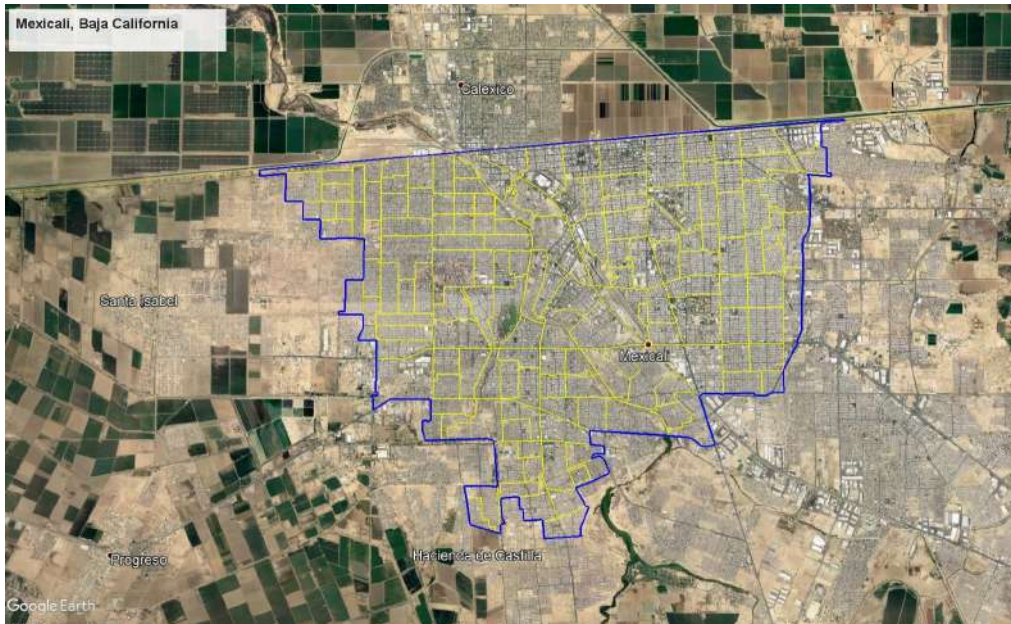 Mexicali, Baja California
Calexico
Santa Isabel
Mexicali
Hacienda de Castilla
Progreso
Google Earth